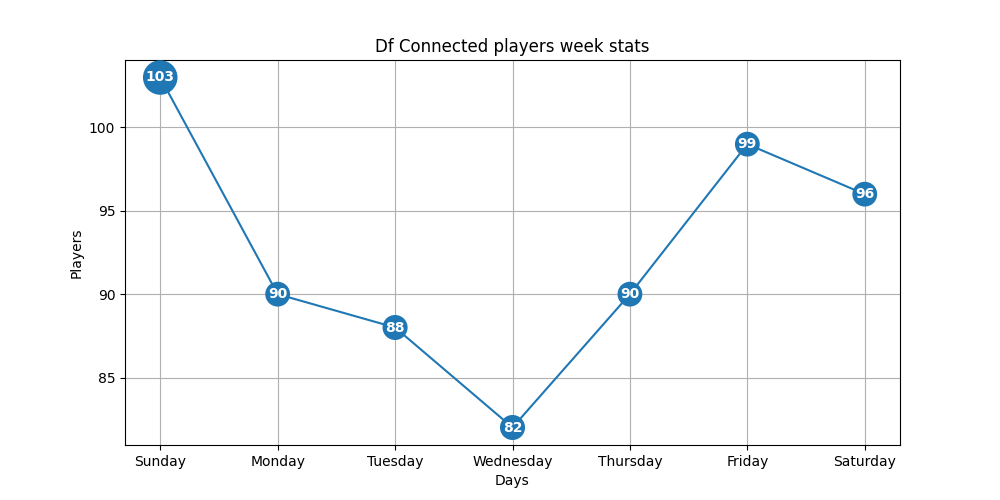 Df Connected players week stats
103
100
99
96
95
Players
90
90
90
88
85
82
Sunday Monday Tuesday Wednesday Thursday Friday Saturday
Days